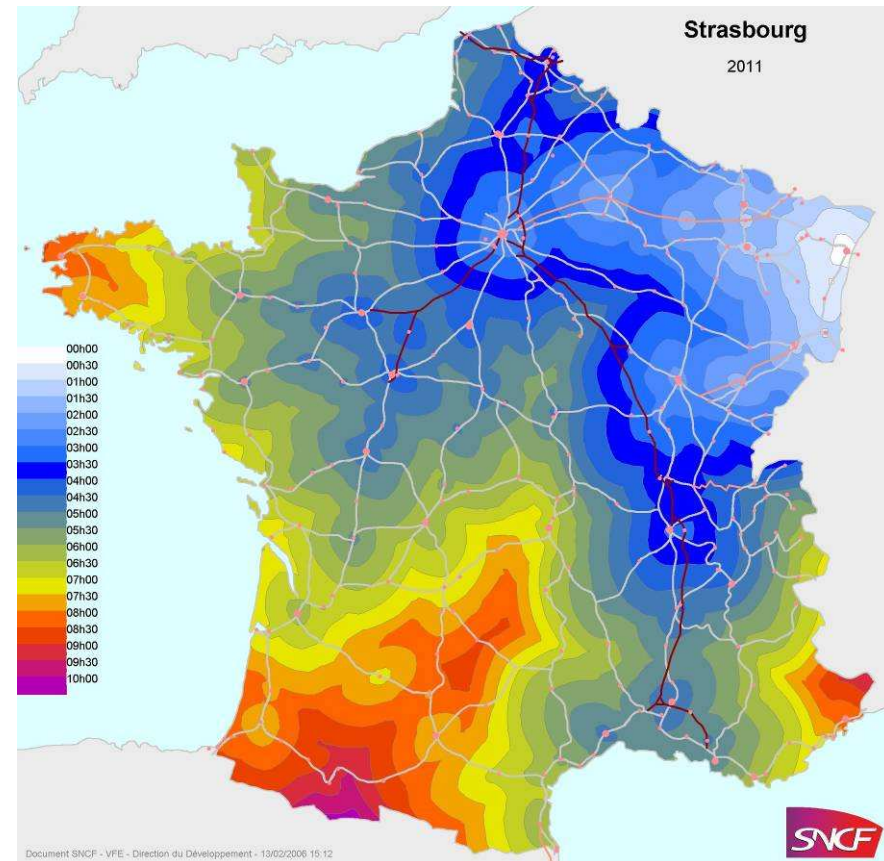 Strasbourg
2011
00h00
00h30
01h00
01h30
02h00
02h30
03h00
03h30
04h00
04h30
05h00
05h30
06h00
06h30
07h00
07h30
08h00
08h30
09h00
09h30
10h00
Document SNCF - VFE - Direction du Développement - 13/02/2006 15:12
SNCF